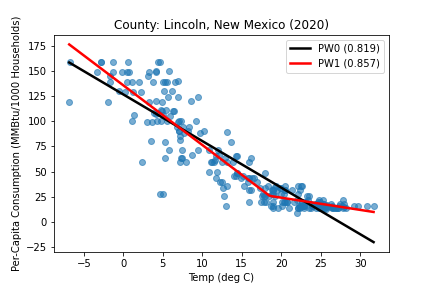 County: Lincoln, New Mexico (2020)
PW0 (0.819)
PW1 (0.857)
Per-Capita Consumption (MMBtu/1000 Households)
175
150
125
100
75
50
25
0
−25
−5 0 5 10 15 20 25 30
Temp (deg C)